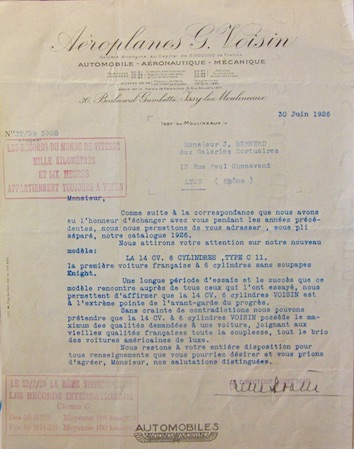 Aéroplanes G. Voisin
AUTOMOBILE - AÉRONAUTIQUE - MÉCANIQUE
36, Boulevard Gambetta, Issy-les-Moulineaux
ISSY-LES-MOULINEAUX, le
30 Juin 1926
LES RECORDS DU MONDE DE VITESSE
MILLE KILOMÈTRES
ET SIX HEURES
APPARTIENNENT TOUJOURS A VOISIN
Monsieur J.
Aux Galeries
13 Rue Paul Chenavard
LYON ( Rhône )
Monsieur,
Comme suite à la correspondance que nous avons
eu l'honneur d'échanger avec vous pendant les années précé-
dentes, nous nous permettons de vous adresser, sous pli
séparé, notre catalogue 1926.
Nous attirons votre attention sur notre nouveau
modèle:
LA 14 CV. 6 CYLINDRES ,TYPE C 11.
la première voiture française à 6 cylindres sans soupapes
Knight.
Une longue période d'essais et le succès que ce
modèle rencontre auprès de tous ceux qui l'ont essayé, nous
permettent d'affirmer que la 14 CV. 6 cylindres VOISIN est
à l'extrême pointe de l'avant-garde du progrès.
Sans crainte de contradictions nous pouvons
prétendre que la 14 CV. à 6 cylindres VOISIN possède le ma-
ximum des qualités demandées à une voiture, joignant aux
vieilles qualités françaises toute la souplesse, tout le brio
des voitures américaines de luxe.
Nous restons à votre entière disposition pour
tous renseignements que vous pourriez désirer et vous prions
d'agréer, Monsieur, nos salutations distinguées.
LES RECORDS INTERNATIONAUX
AUTOMOBILES